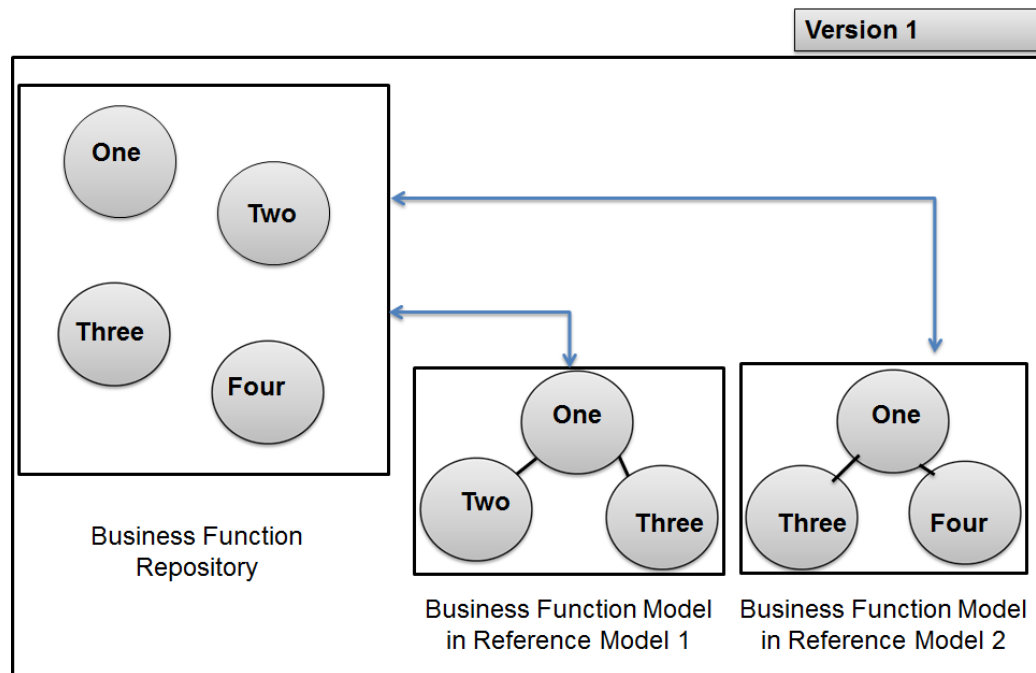 Version 1
One
Two
Three
Four
Business Function
Repository
One
Two
Three
Business Function Model
in Reference Model 1
One
Three
Four
Business Function Model
in Reference Model 2